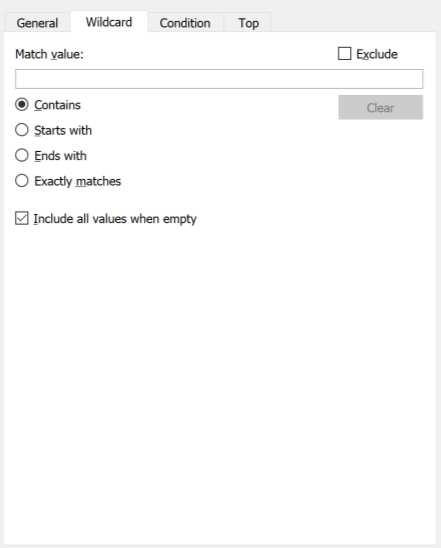 General Wildcard Condition Top
Match value: Exclude
Contains Clear
Starts with
Ends with
Exactly matches
Include all values when empty